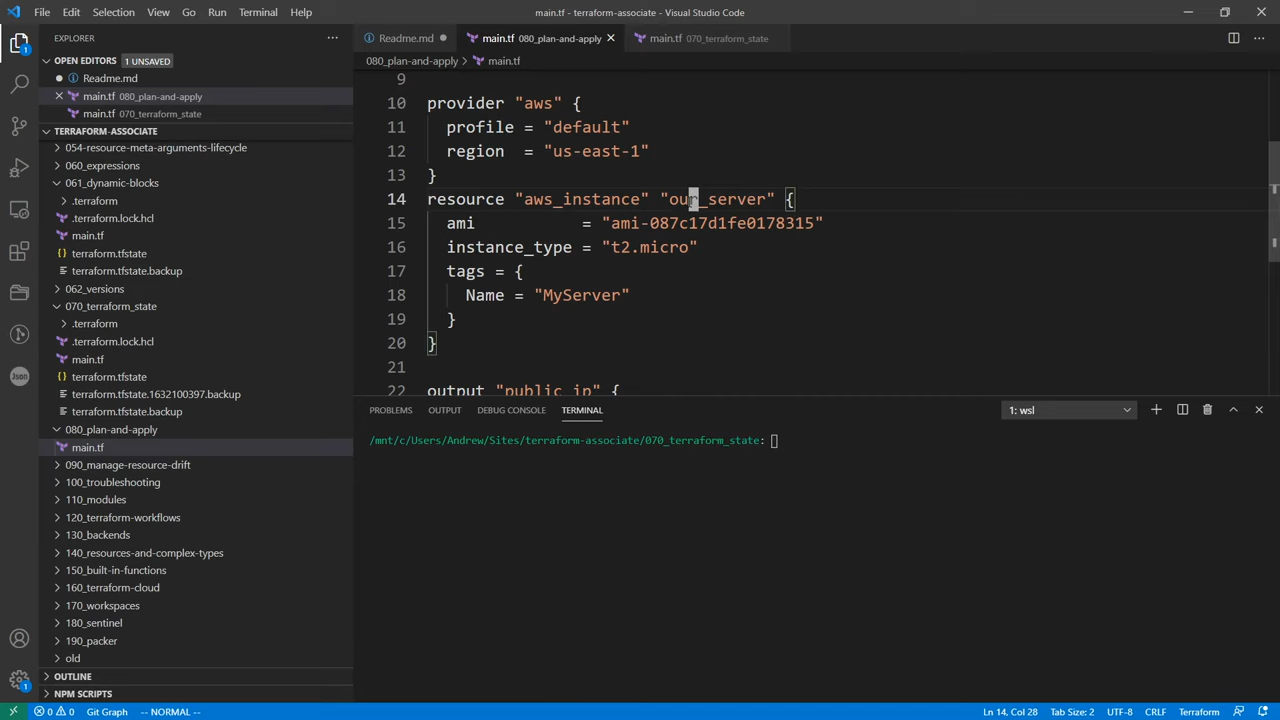 File Edit Selection View Go Run Terminal Help
main.tf - terraform-associate - Visual Studio Code
EXPLORER
OPEN EDITORS 1 UNSAVED
Readme.md
main.tf 080_plan-and-apply
main.tf 070_terraform_state
TERRAFORM-ASSOCIATE
054-resource-meta-arguments-lifecycle
060_expressions
061_dynamic-blocks
.terraform
.terraform.lock.hcl
main.tf
terraform.tfstate
terraform.tfstate.backup
062_versions
070_terraform_state
.terraform
.terraform.lock.hcl
main.tf
terraform.tfstate
terraform.tfstate.1632100397.backup
terraform.tfstate.backup
080_plan-and-apply
main.tf
090_manage-resource-drift
100_troubleshooting
110_modules
120_terraform-workflows
130_backends
140_resources-and-complex-types
150_built-in-functions
160_terraform-cloud
170_workspaces
180_sentinel
190_packer
old
OUTLINE
NPM SCRIPTS
1
Json
1
Readme.md
main.tf 080_plan-and-apply
main.tf 070_terraform_state
080_plan-and-apply > main.tf
9
10 provider "aws" {
11 profile = "default"
12 region = "us-east-1"
13 }
14 resource "aws_instance" "our_server" {
15 ami = "ami-087c17d1fe0178315"
16 instance_type = "t2.micro"
17 tags = {
18 Name = "MyServer"
19 }
20 }
21
22 output "public_ip" {
PROBLEMS OUTPUT DEBUG CONSOLE TERMINAL
1: wsl
/mnt/c/Users/Andrew/Sites/terraform-associate/070_terraform_state:
0 0 Git Graph -- NORMAL --
Ln 14, Col 28 Tab Size: 2 UTF-8 CRLF Terraform